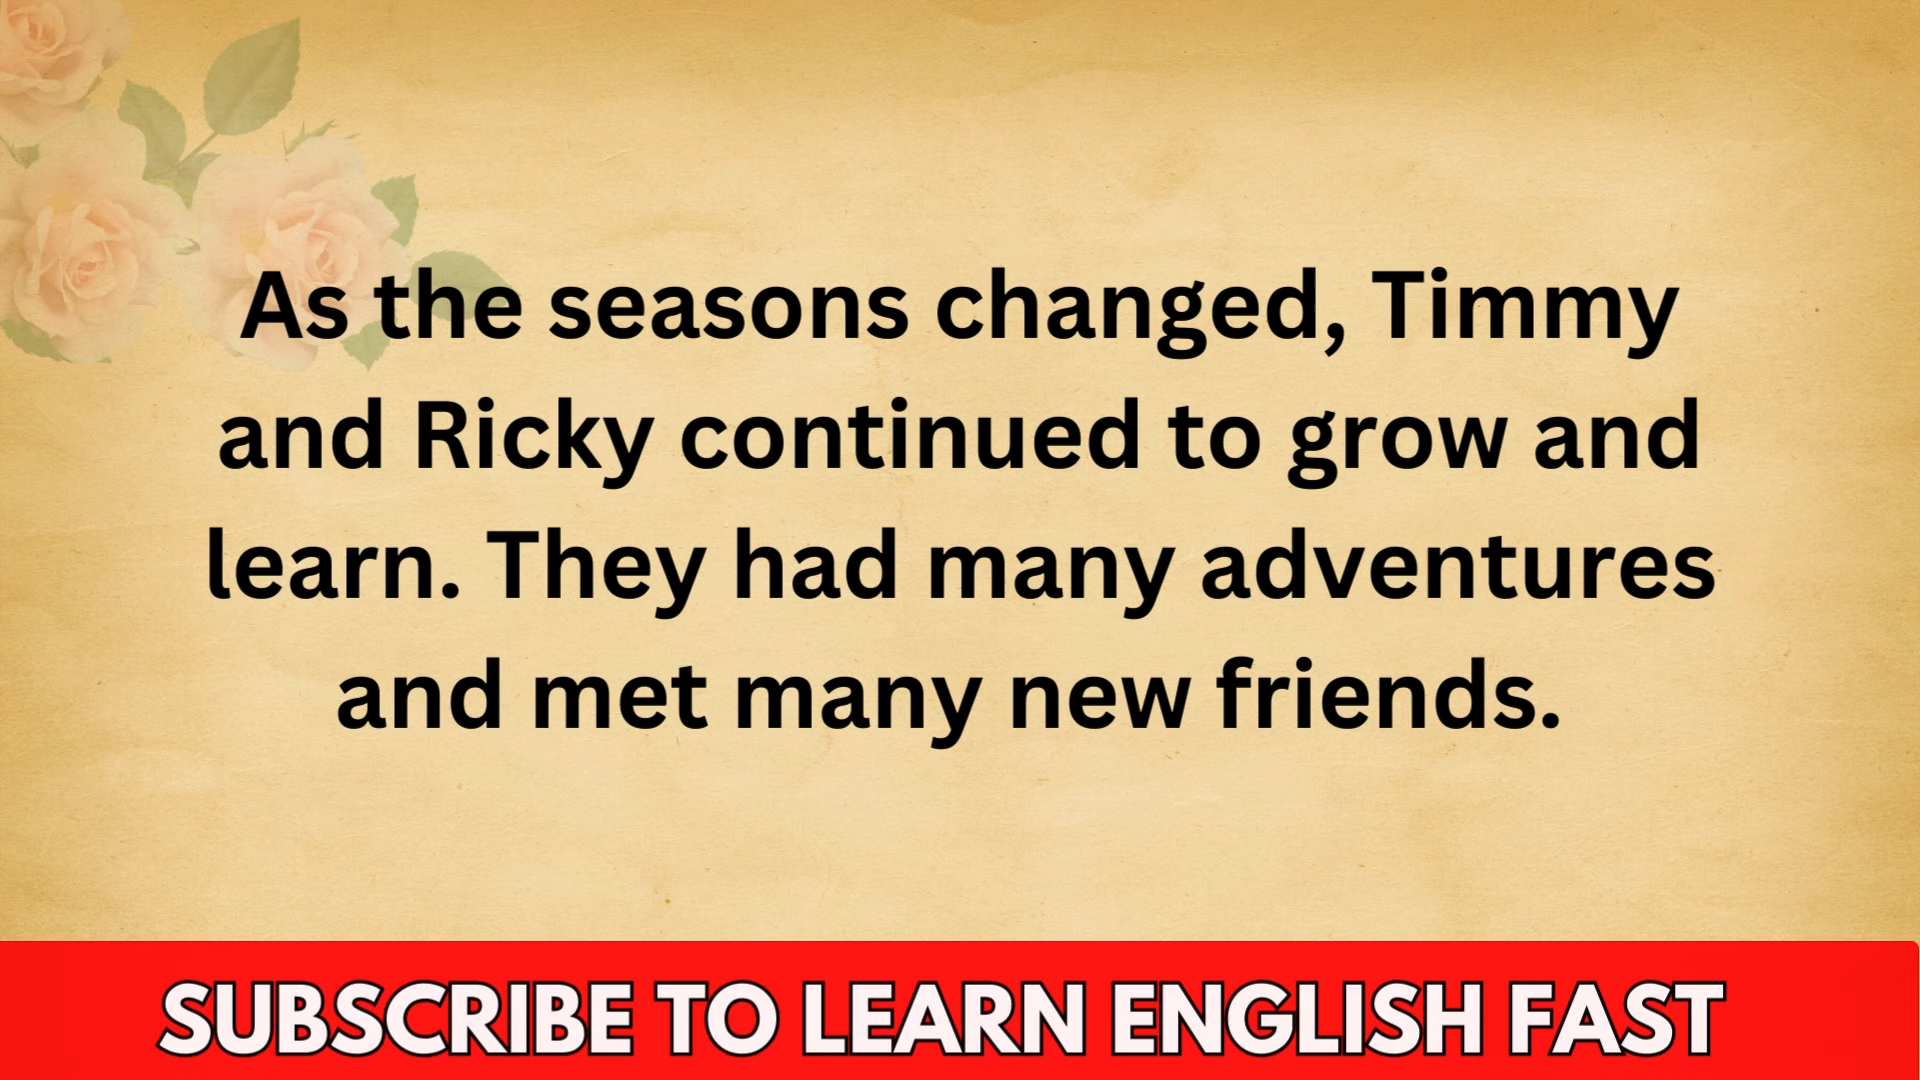 As the seasons changed, Timmy
and Ricky continued to grow and
learn. They had many adventures
and met many new friends.
SUBSCRIBE TO LEARN ENGLISH FAST